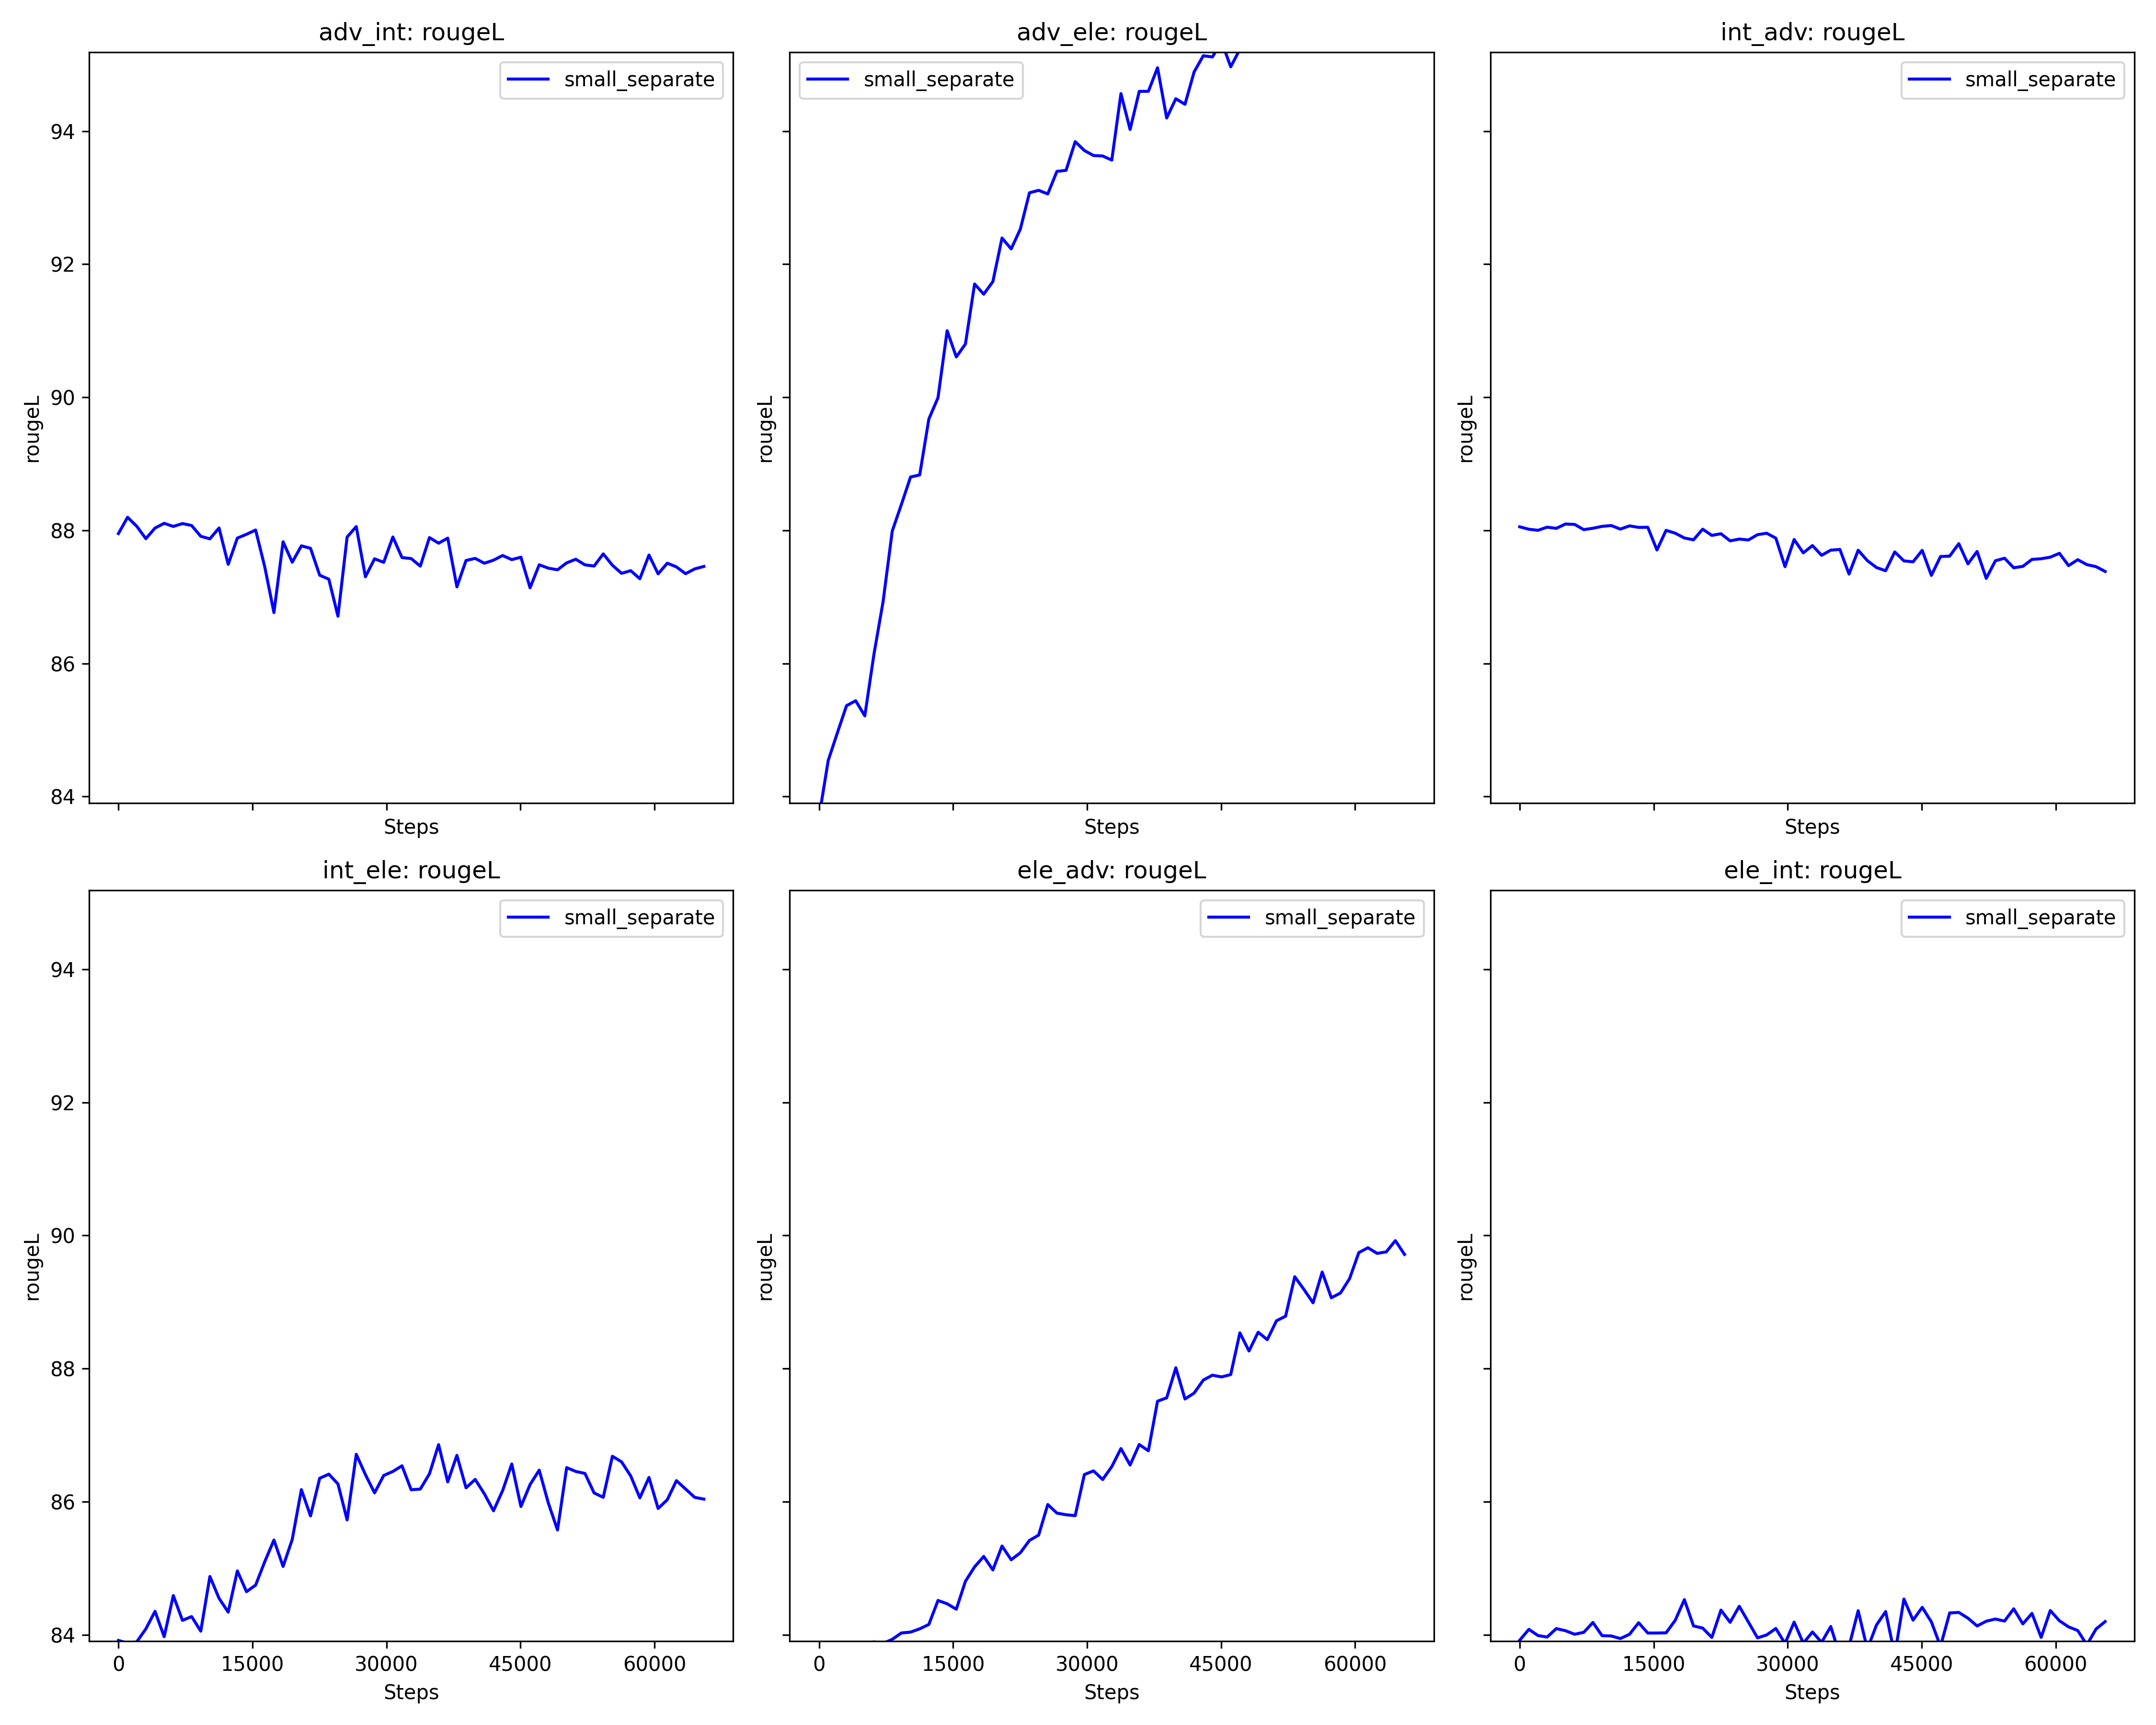 adv_int: rougeL
small_separate
94
92
90
88
86
84
rougeL
Steps
adv_ele: rougeL
small_separate
rougeL
Steps
int_adv: rougeL
small_separate
rougeL
Steps
int_ele: rougeL
small_separate
94
92
90
88
86
84
rougeL
0 15000 30000 45000 60000
Steps
ele_adv: rougeL
small_separate
rougeL
0 15000 30000 45000 60000
Steps
ele_int: rougeL
small_separate
rougeL
0 15000 30000 45000 60000
Steps